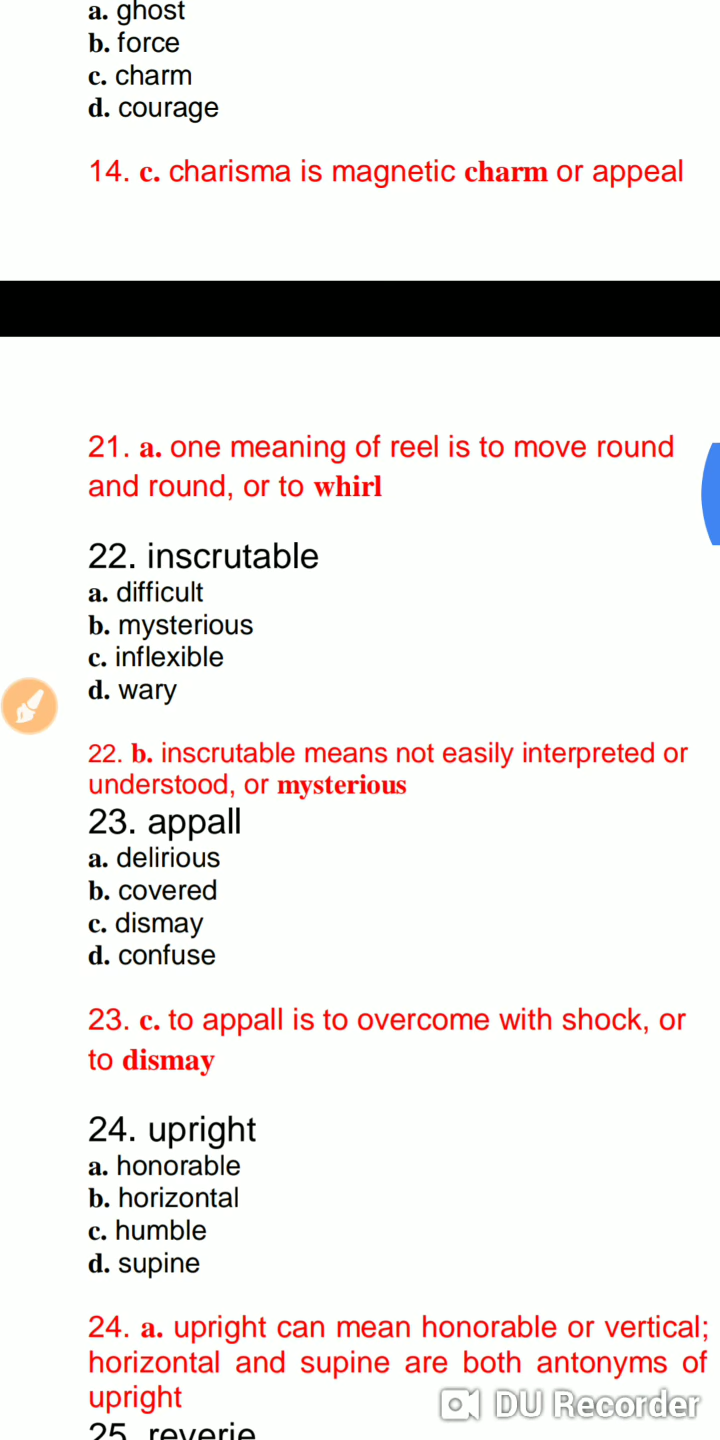 a. ghost
b. force
c. charm
d. courage
14. c. charisma is magnetic charm or appeal
21. a. one meaning of reel is to move round
and round, or to whirl
22. inscrutable
a. difficult
b. mysterious
c. inflexible
d. wary
22. b. inscrutable means not easily interpreted or
understood, or mysterious
23. appall
a. delirious
b. covered
c. dismay
d. confuse
23. c. to appall is to overcome with shock, or
to dismay
24. upright
a. honorable
b. horizontal
c. humble
d. supine
24. a. upright can mean honorable or vertical;
horizontal and supine are both antonyms of
upright
DU Recorder
25. reverie